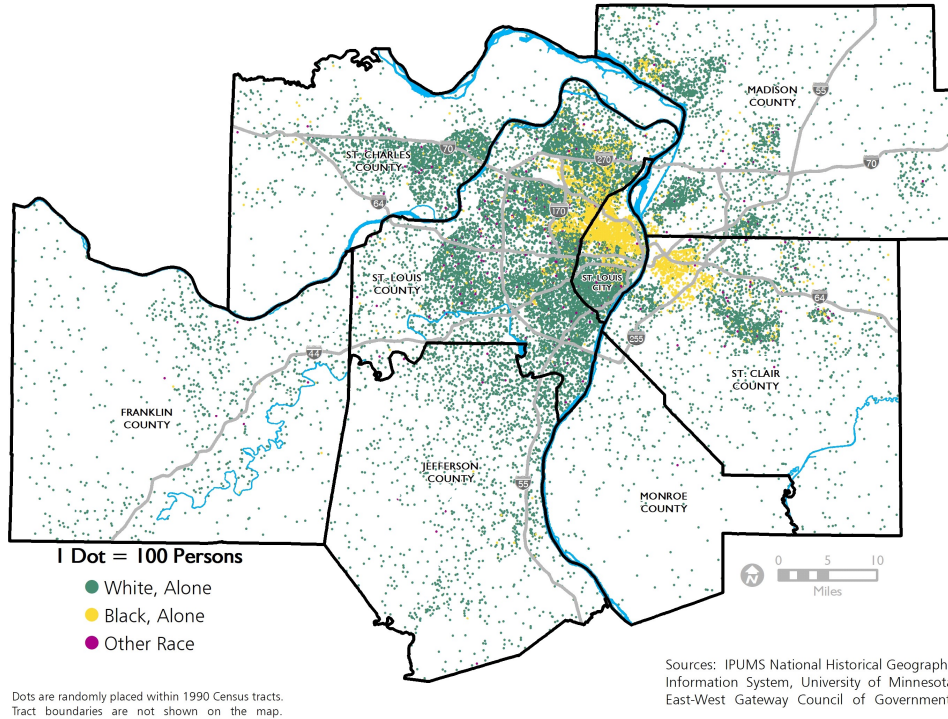 MADISON
COUNTY
55
70
ST. CHARLES
COUNTY
70
270
64
170
ST. LOUIS
COUNTY
ST. LOUIS
CITY
64
255
44
ST. CLAIR
COUNTY
FRANKLIN
COUNTY
JEFFERSON
COUNTY
55
MONROE
COUNTY
1 Dot = 100 Persons
White, Alone
Black, Alone
Other Race
N
0 5 10
Miles
Dots are randomly placed within 1990 Census tracts.
Tract boundaries are not shown on the map.
Sources: IPUMS National Historical Geograph
Information System, University of Minnesota
East-West Gateway Council of Government